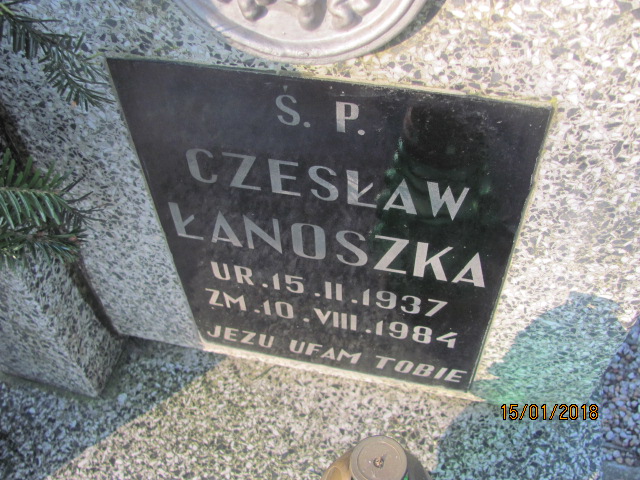 Ś. P.
CZESŁAW
ŁANOSZKA
UR. 15. II. 1937
ZM. 10. VIII. 1984
JEZU UFAM TOBIE
15/01/2018